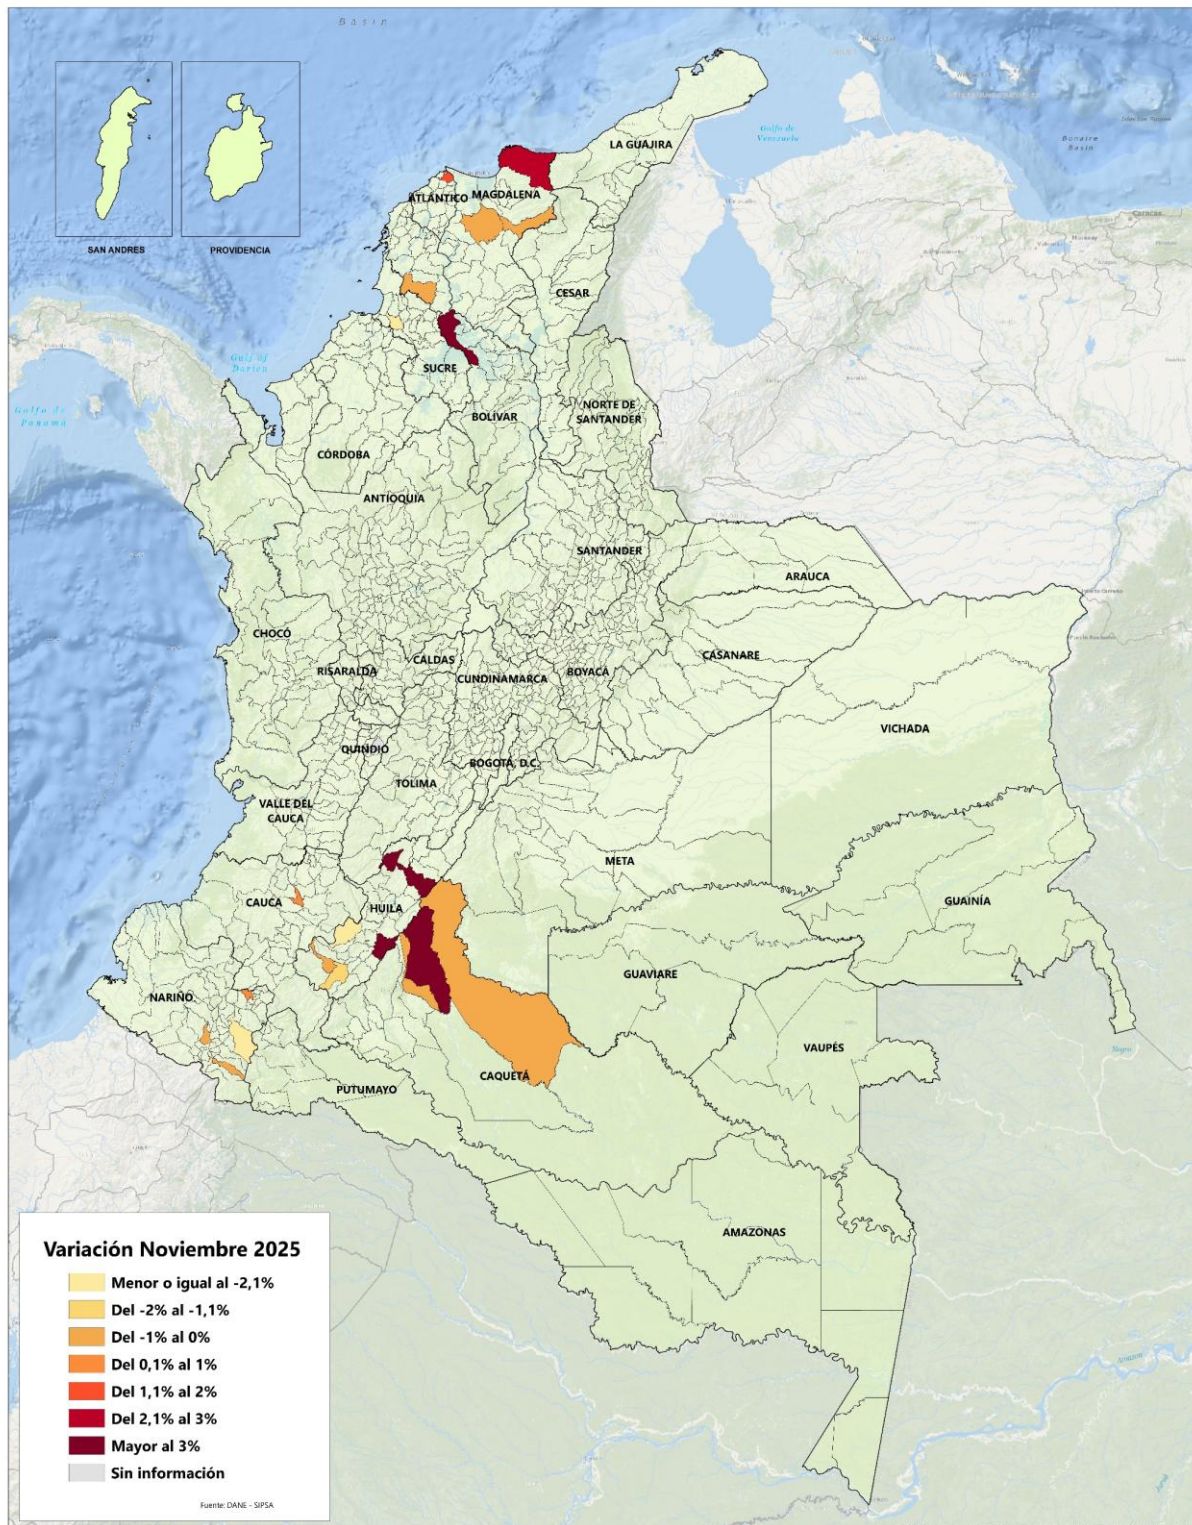 Basin
SAN ANDRES
PROVIDENCIA
LA GUAJIRA
Golfo de
Venezuela
Bonaire
Basin
ATLÁNTICO
MAGDALENA
CESAR
Gulf of
Darien
Golfo de
Panamá
SUCRE
BOLÍVAR
NORTE DE
SANTANDER
CÓRDOBA
ANTIOQUIA
SANTANDER
ARAUCA
CHOCÓ
RISARALDA
CALDAS
CUNDINAMARCA
BOYACÁ
CASANARE
VICHADA
QUINDIO
BOGOTÁ, D.C.
TOLIMA
VALLE DEL
CAUCA
META
CAUCA
HUILA
GUAINÍA
GUAVIARE
NARIÑO
VAUPÉS
CAQUETÁ
PUTUMAYO
AMAZONAS
Variación Noviembre 2025
Menor o igual al -2,1%
Del -2% al -1,1%
Del -1% al 0%
Del 0,1% al 1%
Del 1,1% al 2%
Del 2,1% al 3%
Mayor al 3%
Sin información
Fuente: DANE - SIPSA